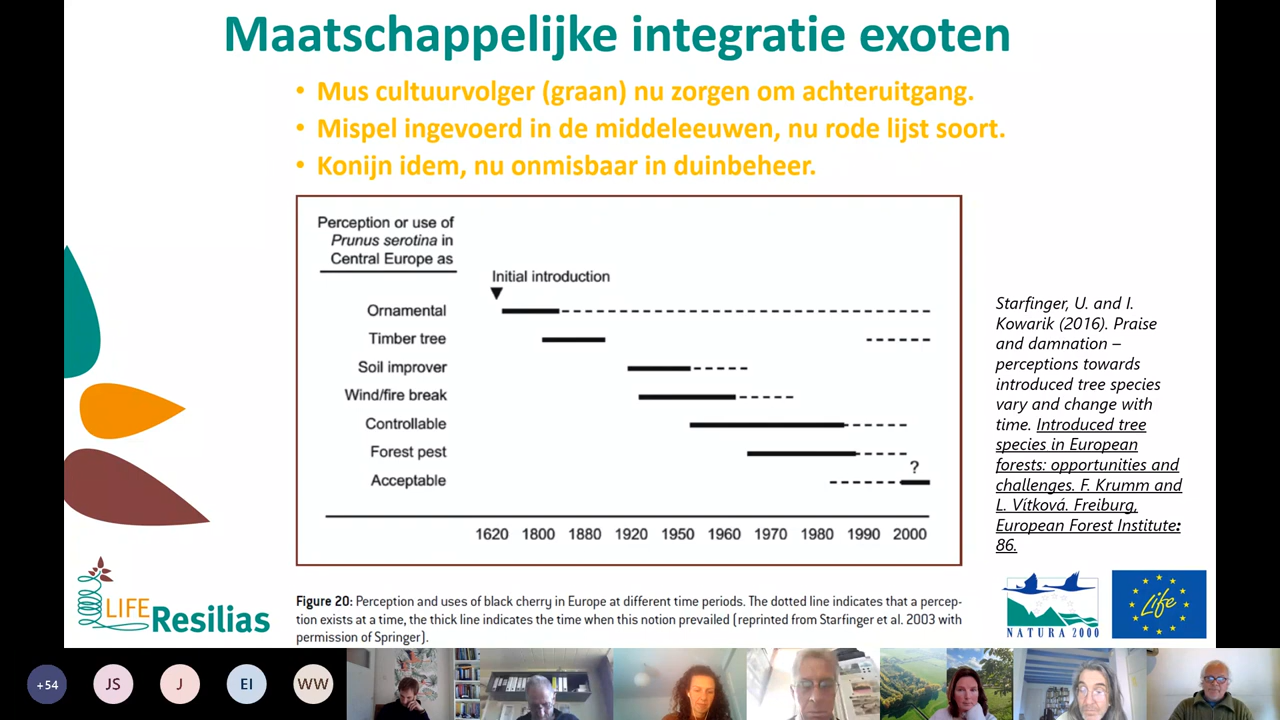 Maatschappelijke integratie exoten
• Mus cultuurvolger (graan) nu zorgen om achteruitgang.
• Mispel ingevoerd in de middeleeuwen, nu rode lijst soort.
• Konijn idem, nu onmisbaar in duinbeheer.
Perception or use of
Prunus serotina in
Central Europe as
Initial introduction
Ornamental
Timber tree
Soil improver
Wind/fire break
Controllable
Forest pest
?
Acceptable
1620 1800 1880 1920 1950 1960 1970 1980 1990 2000
Figure 20: Perception and uses of black cherry in Europe at different time periods. The dotted line indicates that a percep-
tion exists at a time, the thick line indicates the time when this notion prevailed (reprinted from Starfinger et al. 2003 with
permission of Springer).
Starfinger, U. and I.
Kowarik (2016). Praise
and damnation –
perceptions towards
introduced tree species
vary and change with
time. Introduced tree
species in European
forests: opportunities and
challenges. F. Krumm and
L. Vítková. Freiburg,
European Forest Institute:
86.
LIFE
Resilias
NATURA 2000
Life
+54
JS
J
EI
WW